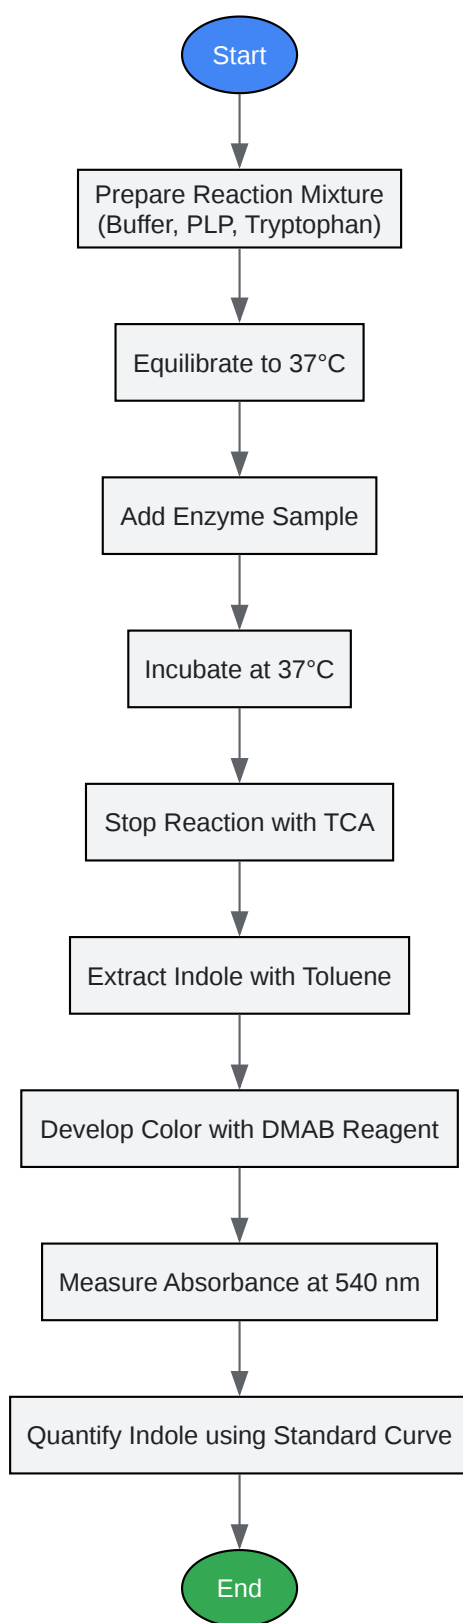 Start
Prepare Reaction Mixture
(Buffer, PLP, Tryptophan)
Equilibrate to 37°C
Add Enzyme Sample
Incubate at 37°C
Stop Reaction with TCA
Extract Indole with Toluene
Develop Color with DMAB Reagent
Measure Absorbance at 540 nm
Quantify Indole using Standard Curve
End